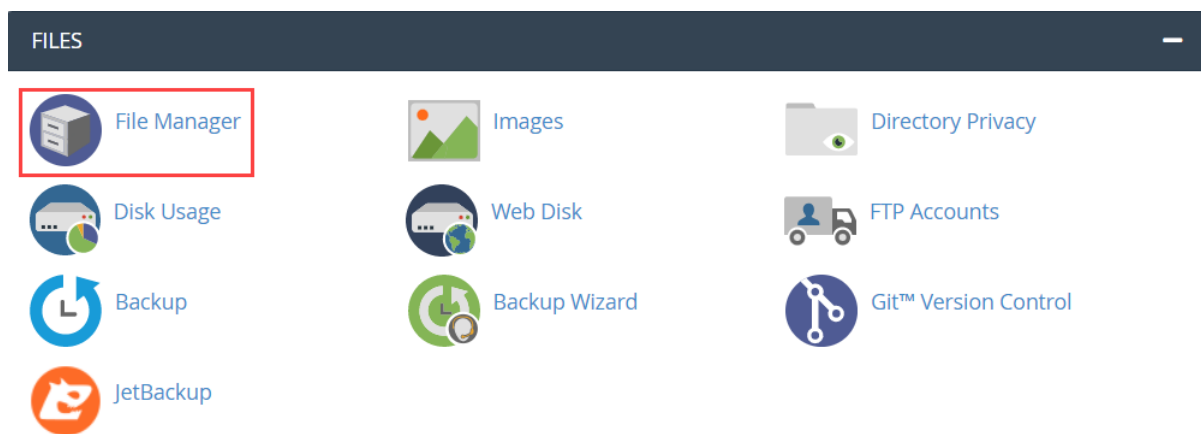 FILES
File Manager
Images
Directory Privacy
Disk Usage
Web Disk
FTP Accounts
Backup
Backup Wizard
Git™ Version Control
JetBackup